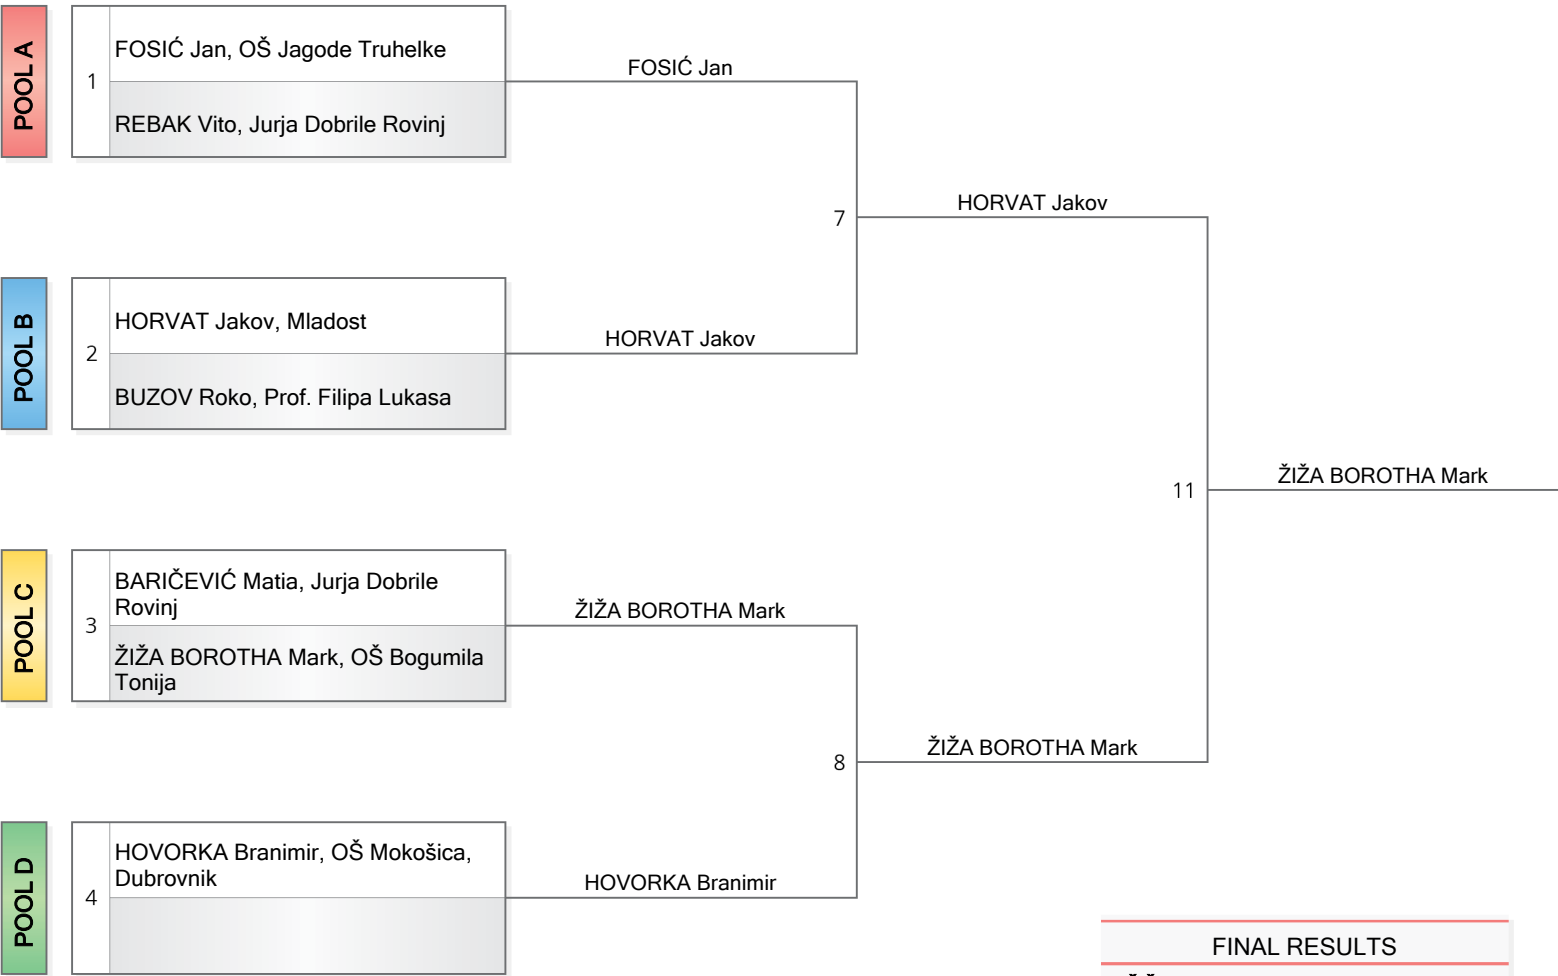 POOL A
1
FOSIĆ Jan, OŠ Jagode Truhelke
REBAK Vito, Jurja Dobrile Rovinj
FOSIĆ Jan
7
HORVAT Jakov
POOL B
2
HORVAT Jakov, Mladost
BUZOV Roko, Prof. Filipa Lukasa
HORVAT Jakov
11
ŽIŽA BOROTHA Mark
POOL C
3
BARIČEVIĆ Matia, Jurja Dobrile
Rovinj
ŽIŽA BOROTHA Mark, OŠ Bogumila
Tonija
ŽIŽA BOROTHA Mark
8
ŽIŽA BOROTHA Mark
POOL D
4
HOVORKA Branimir, OŠ Mokošica,
Dubrovnik
HOVORKA Branimir
FINAL RESULTS